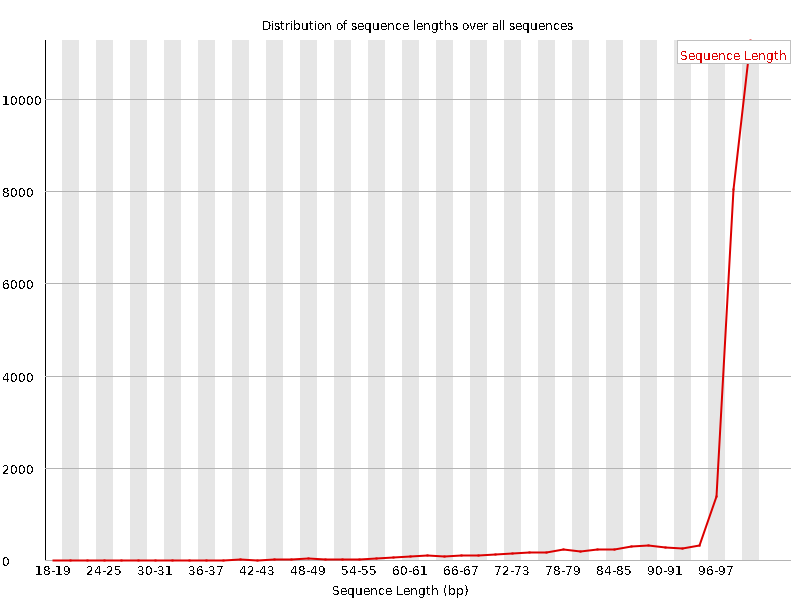 Distribution of sequence lengths over all sequences
Sequence Length
10000
8000
6000
4000
2000
0
18-19 24-25 30-31 36-37 42-43 48-49 54-55 60-61 66-67 72-73 78-79 84-85 90-91 96-97
Sequence Length (bp)